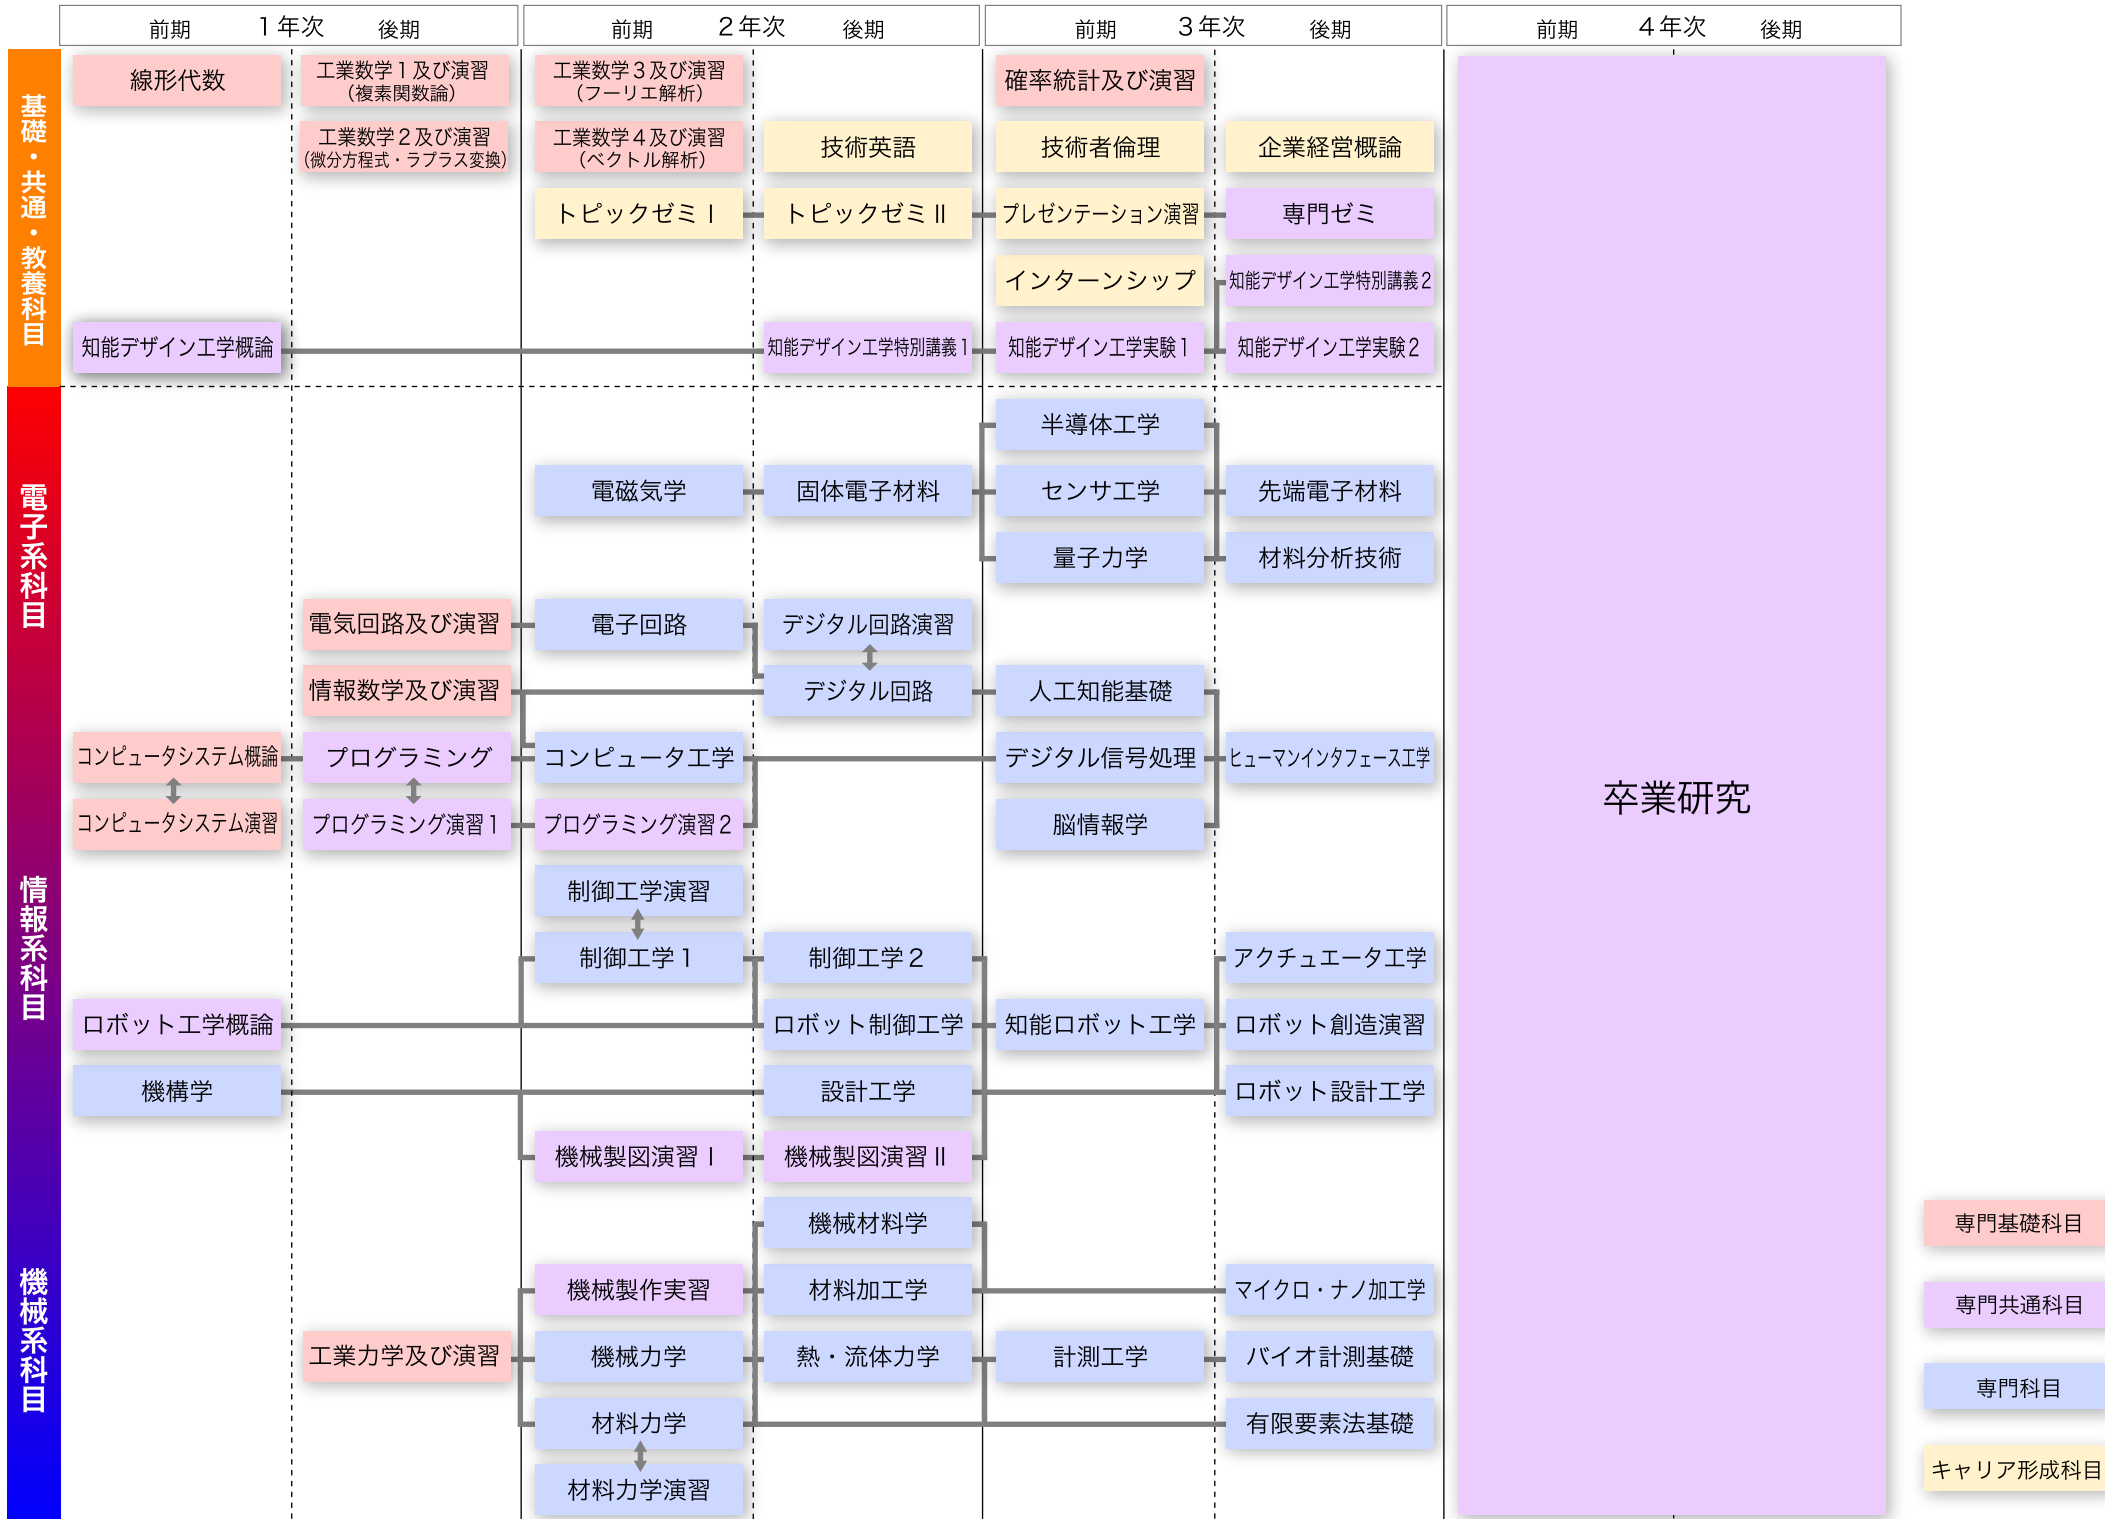 前期 １年次 後期
前期 ２年次 後期
前期 ３年次 後期
前期 ４年次 後期
基礎・共通・教養科目
線形代数
工業数学１及び演習
（複素関数論）
工業数学３及び演習
（フーリエ解析）
確率統計及び演習
工業数学２及び演習
（微分方程式・ラプラス変換）
工業数学４及び演習
（ベクトル解析）
技術英語
技術者倫理
企業経営概論
トピックゼミⅠ
トピックゼミⅡ
プレゼンテーション演習
専門ゼミ
インターンシップ
知能デザイン工学特別講義２
知能デザイン工学概論
知能デザイン工学特別講義１
知能デザイン工学実験１
知能デザイン工学実験２
電子系科目
半導体工学
電磁気学
固体電子材料
センサ工学
先端電子材料
量子力学
材料分析技術
電気回路及び演習
電子回路
デジタル回路演習
情報数学及び演習
デジタル回路
人工知能基礎
コンピュータシステム概論
プログラミング
コンピュータ工学
デジタル信号処理
ヒューマンインタフェース工学
コンピュータシステム演習
プログラミング演習１
プログラミング演習２
脳情報学
情報系科目
制御工学演習
制御工学１
制御工学２
アクチュエータ工学
ロボット工学概論
ロボット制御工学
知能ロボット工学
ロボット創造演習
機構学
設計工学
ロボット設計工学
機械製図演習Ⅰ
機械製図演習Ⅱ
機械系科目
機械材料学
機械製作実習
材料加工学
マイクロ・ナノ加工学
工業力学及び演習
機械力学
熱・流体力学
計測工学
バイオ計測基礎
材料力学
有限要素法基礎
材料力学演習
卒業研究
専門基礎科目
専門共通科目
専門科目
キャリア形成科目